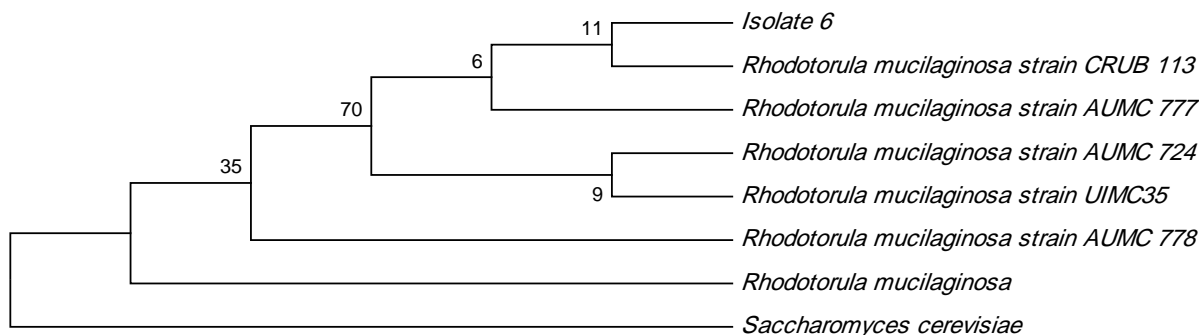 11
Isolate 6
6
Rhodotorula mucilaginosa strain CRUB 113
70
Rhodotorula mucilaginosa strain AUMC 777
35
Rhodotorula mucilaginosa strain AUMC 724
9
Rhodotorula mucilaginosa strain UIMC35
Rhodotorula mucilaginosa strain AUMC 778
Rhodotorula mucilaginosa
Saccharomyces cerevisiae